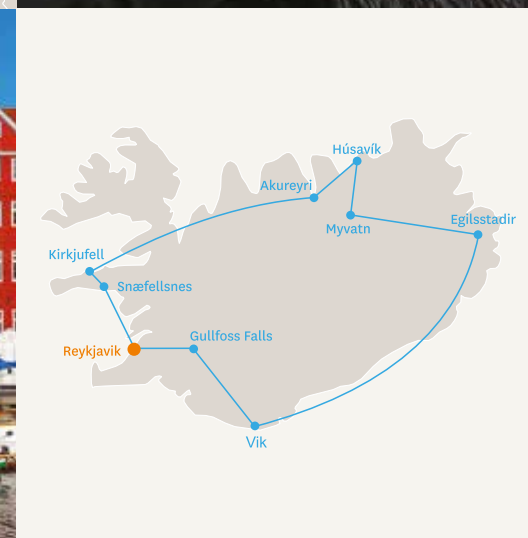 Húsavík
Akureyri
Egilsstadir
Myvatn
Kirkjufell
Snæfellsnes
Gullfoss Falls
Reykjavik
Vik